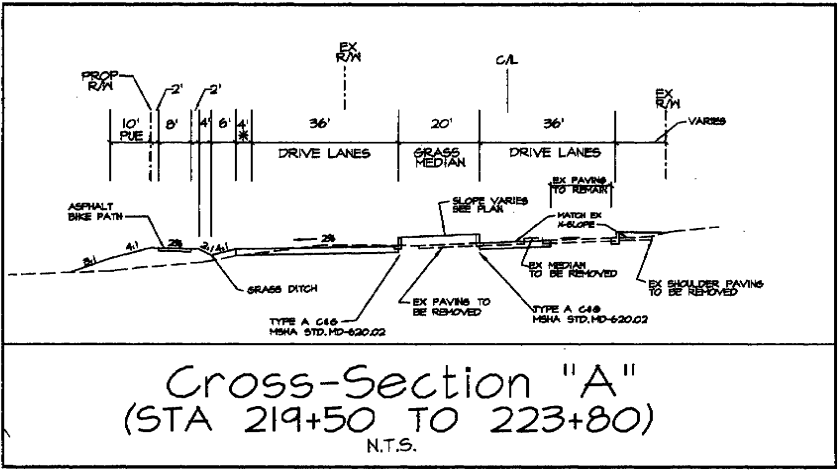 EX
R/W
C/L
PROP
R/W
2'
2'
EX
R/W
10'
PUE
8'
4'
6'
4'
*
36'
20'
36'
VARIES
DRIVE LANES
GRASS
MEDIAN
DRIVE LANES
EX PAVING
TO REMAIN
ASPHALT
BIKE PATH
SLOPE VARIES
SEE PLAN
MATCH EX
X-SLOPE
3:1
4:1
2%
2:1
4:1
2%
GRASS DITCH
EX MEDIAN
TO BE REMOVED
EX SHOULDER PAVING
TO BE REMOVED
EX PAVING TO
BE REMOVED
TYPE A C&G
MSHA STD. MD-620.02
TYPE A C&G
MSHA STD. MD-620.02
Cross-Section "A"
(STA 219+50 TO 223+80)
N.T.S.